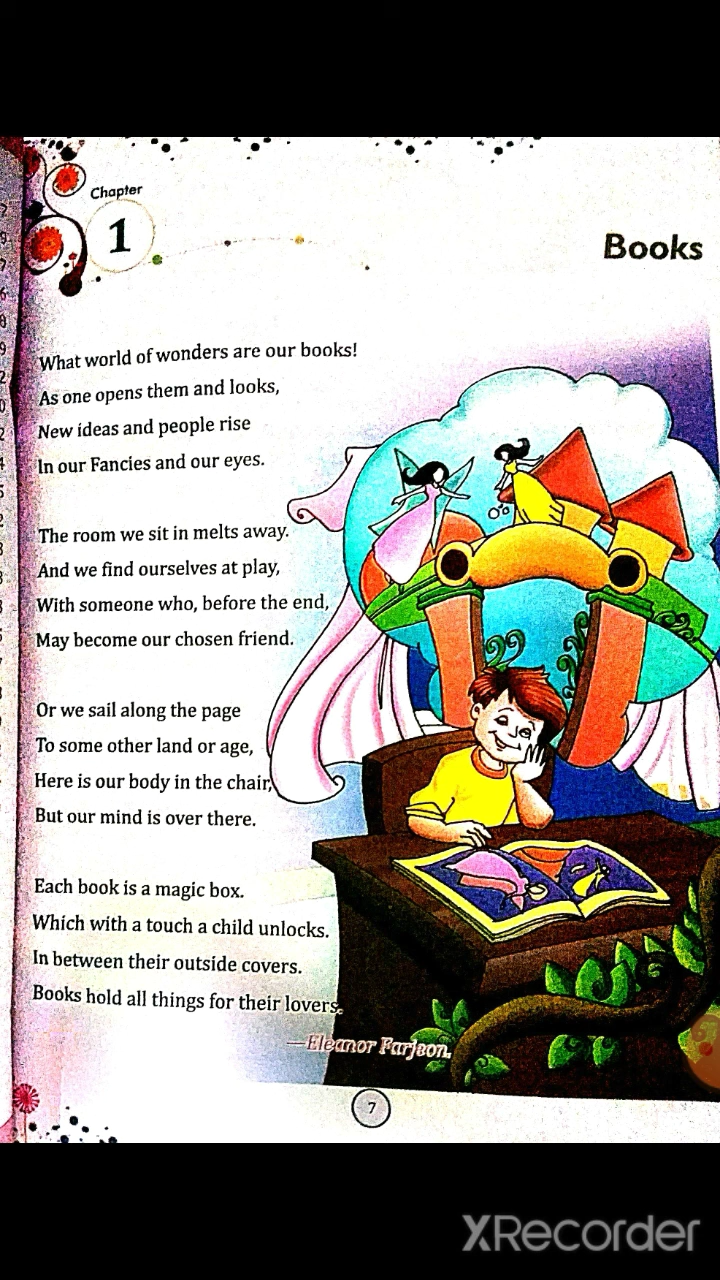 Chapter
1
Books
What world of wonders are our books!
As one opens them and looks,
New ideas and people rise
In our Fancies and our eyes.
The room we sit in melts away.
And we find ourselves at play,
With someone who, before the end,
May become our chosen friend.
Or we sail along the page
To some other land or age,
Here is our body in the chair,
But our mind is over there.
Each book is a magic box.
Which with a touch a child unlocks.
In between their outside covers.
Books hold all things for their lovers.
—Eleanor Farjeon.
7
XRecorder